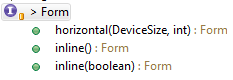 I > Form
horizontal(DeviceSize, int) : Form
inline() : Form
inline(boolean) : Form